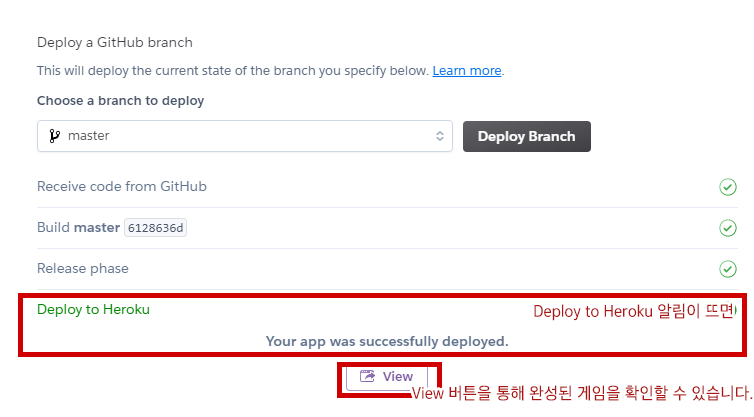 Deploy a GitHub branch
This will deploy the current state of the branch you specify below. Learn more.
Choose a branch to deploy
master
Deploy Branch
Receive code from GitHub
Build master 6128636d
Release phase
Deploy to Heroku
Deploy to Heroku 알림이 뜨면
Your app was successfully deployed.
View
View 버튼을 통해 완성된 게임을 확인할 수 있습니다.